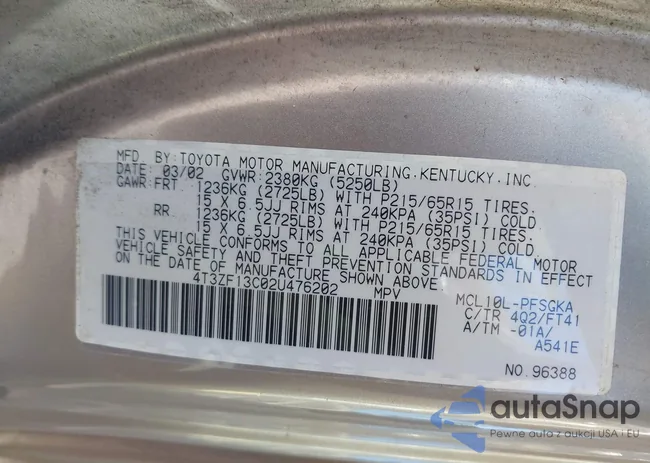 MFD. BY:TOYOTA MOTOR MANUFACTURING,KENTUCKY,INC.
DATE: 03/02 GVWR:2380KG (5250LB)
GAWR:FRT 1236KG (2725LB) WITH P215/65R15 TIRES.
15 X 6.5JJ RIMS AT 240KPA (35PSI) COLD
RR 1236KG (2725LB) WITH P215/65R15 TIRES.
15 X 6.5JJ RIMS AT 240KPA (35PSI) COLD
THIS VEHICLE CONFORMS TO ALL APPLICABLE FEDERAL MOTOR
VEHICLE SAFETY AND THEFT PREVENTION STANDARDS IN EFFECT
ON THE DATE OF MANUFACTURE SHOWN ABOVE.
4T3ZF13C02U476202 MPV
MCL10L-PFSGKA
C/TR 4Q2/FT41
A/TM -01A/
A541E
NO.96388
autaSnap
Pewne auta z aukcji USA i EU